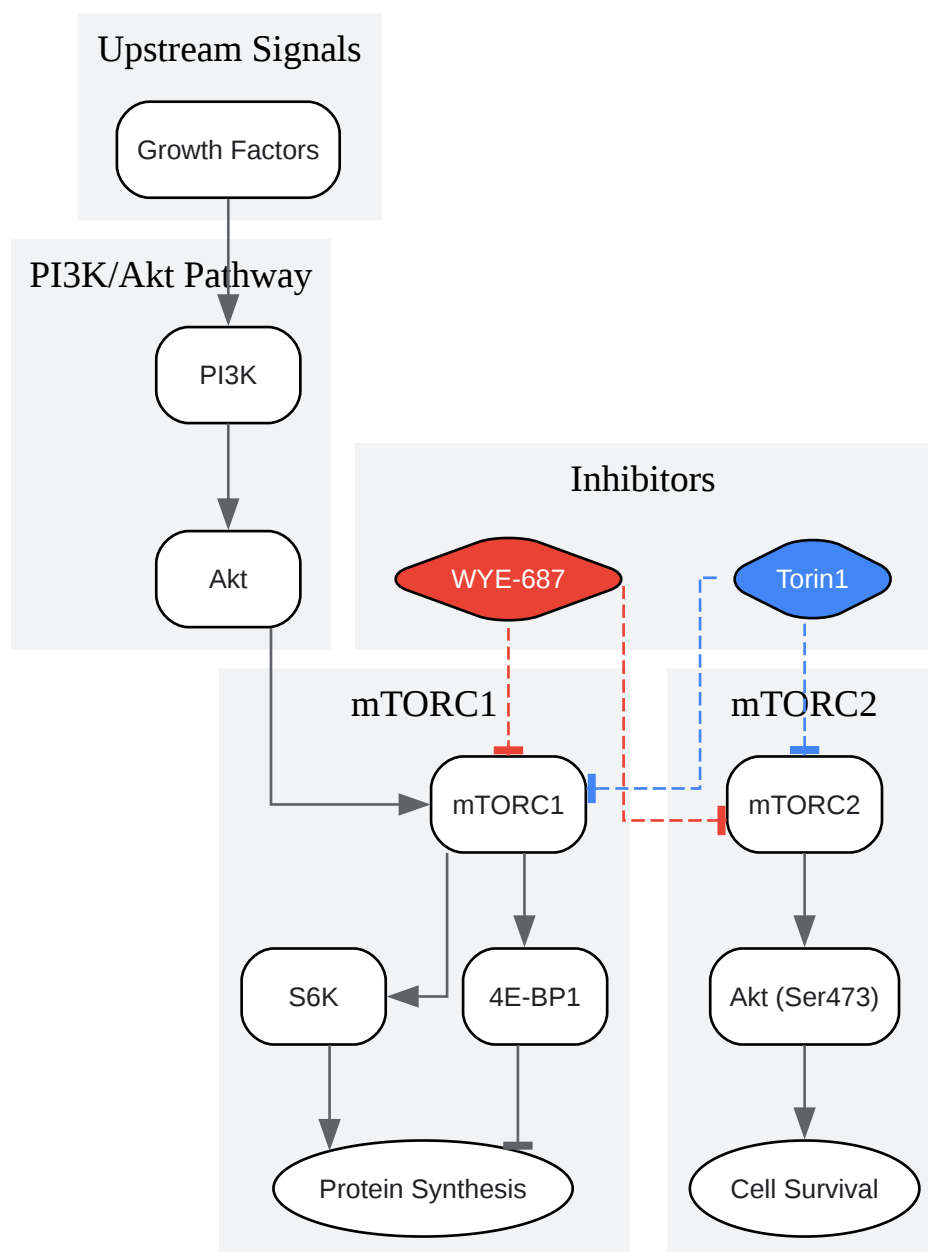 Upstream Signals
Growth Factors
PI3K/Akt Pathway
PI3K
Akt
Inhibitors
WYE-687
Torin1
mTORC1
mTORC2
mTORC1
mTORC2
S6K
4E-BP1
Akt (Ser473)
Protein Synthesis
Cell Survival